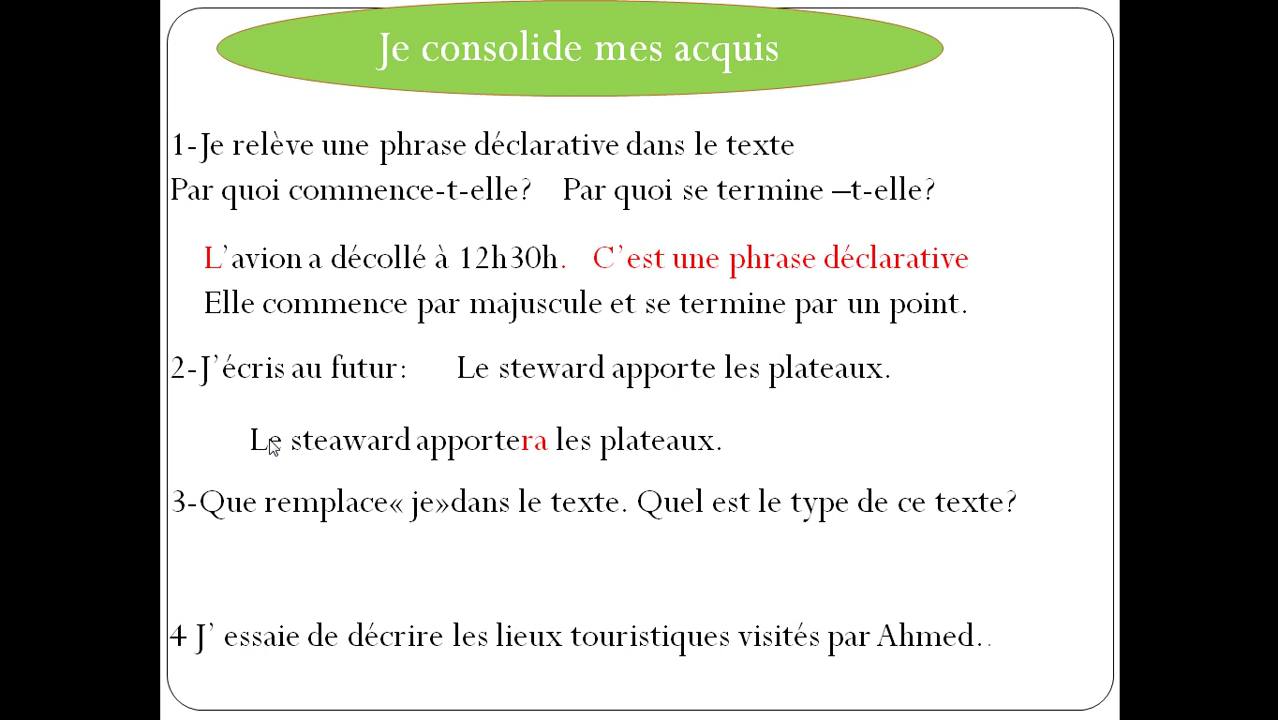 Je consolide mes acquis
1-Je relève une phrase déclarative dans le texte
Par quoi commence-t-elle? Par quoi se termine –t-elle?
L’avion a décollé à 12h30h. C’est une phrase déclarative
Elle commence par majuscule et se termine par un point.
2-J’écris au futur: Le steward apporte les plateaux.
Le steaward apportera les plateaux.
3-Que remplace« je»dans le texte. Quel est le type de ce texte?
4 J’ essaie de décrire les lieux touristiques visités par Ahmed. .